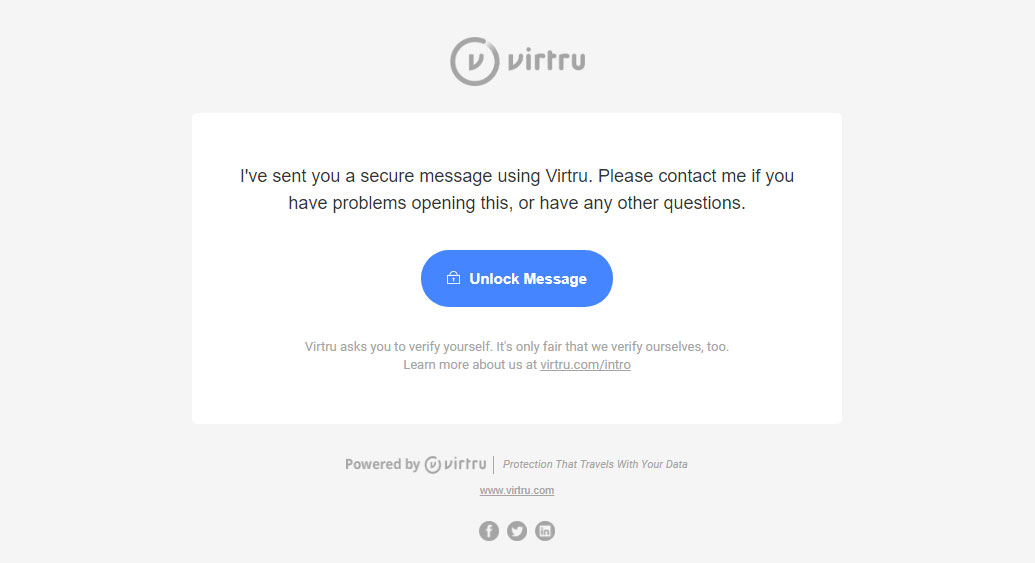 virtru
I've sent you a secure message using Virtru. Please contact me if you
have problems opening this, or have any other questions.
Unlock Message
Virtru asks you to verify yourself. It's only fair that we verify ourselves, too.
Learn more about us at virtru.com/intro
Powered by virtru | Protection That Travels With Your Data
www.virtru.com